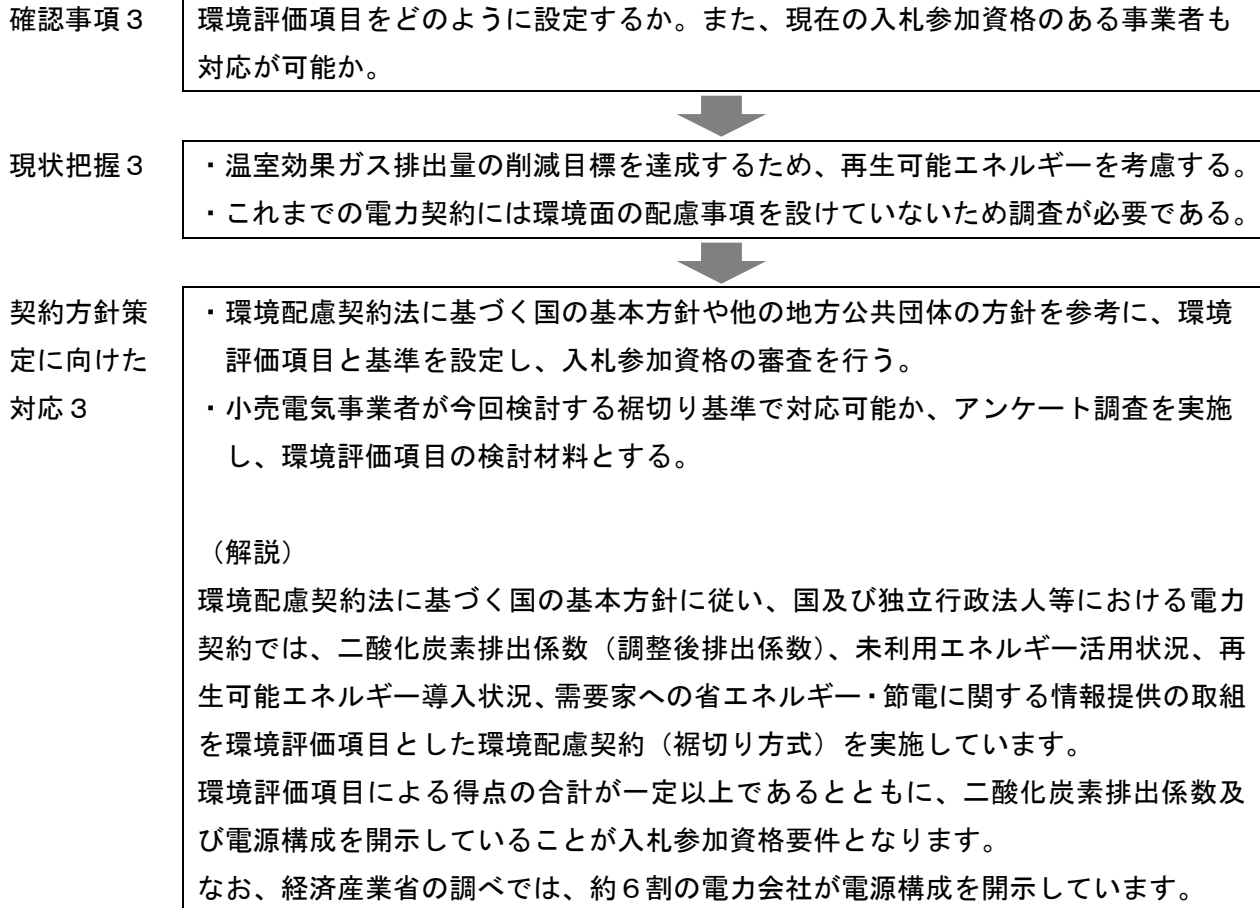 確認事項３
環境評価項目をどのように設定するか。また、現在の入札参加資格のある事業者も
対応が可能か。
現状把握３
・温室効果ガス排出量の削減目標を達成するため、再生可能エネルギーを考慮する。
・これまでの電力契約には環境面の配慮事項を設けていないため調査が必要である。
契約方針策
定に向けた
対応３
・環境配慮契約法に基づく国の基本方針や他の地方公共団体の方針を参考に、環境
評価項目と基準を設定し、入札参加資格の審査を行う。
・小売電気事業者が今回検討する裾切り基準で対応可能か、アンケート調査を実施
し、環境評価項目の検討材料とする。
（解説）
環境配慮契約法に基づく国の基本方針に従い、国及び独立行政法人等における電力
契約では、二酸化炭素排出係数（調整後排出係数）、未利用エネルギー活用状況、再
生可能エネルギー導入状況、需要家への省エネルギー・節電に関する情報提供の取組
を環境評価項目とした環境配慮契約（裾切り方式）を実施しています。
環境評価項目による得点の合計が一定以上であるとともに、二酸化炭素排出係数及
び電源構成を開示していることが入札参加資格要件となります。
なお、経済産業省の調べでは、約６割の電力会社が電源構成を開示しています。